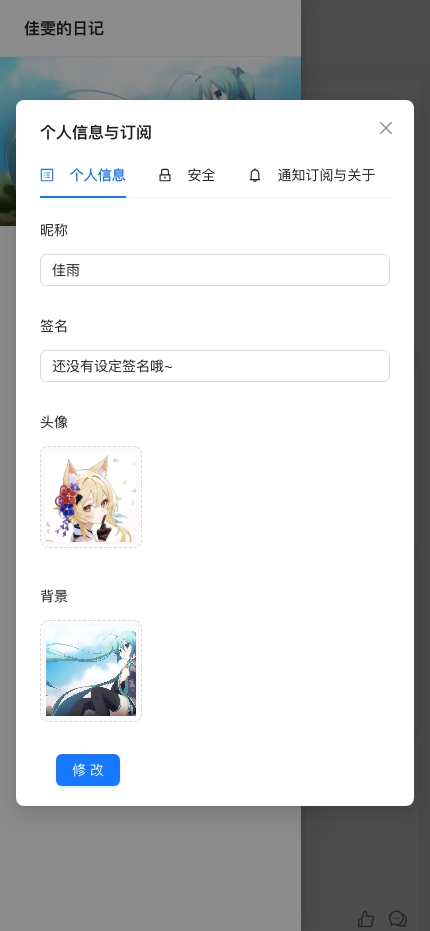 佳雯的日记
个人信息与订阅
个人信息 安全 通知订阅与关于
昵称
佳雨
签名
还没有设定签名哦~
头像
背景
修 改